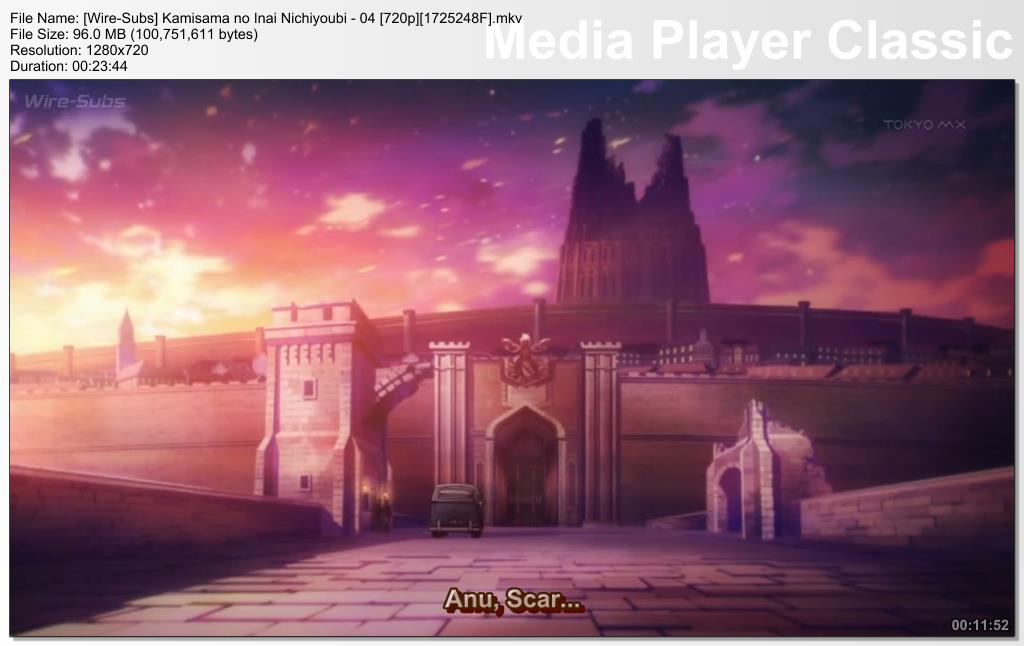 File Name: [Wire-Subs] Kamisama no Inai Nichiyoubi - 04 [720p][1725248F].mkv
File Size: 96.0 MB (100,751,611 bytes)
Resolution: 1280x720
Duration: 00:23:44
Media Player Classic
Wire-Subs
TOKYO MX
Anu, Scar...
00:11:52